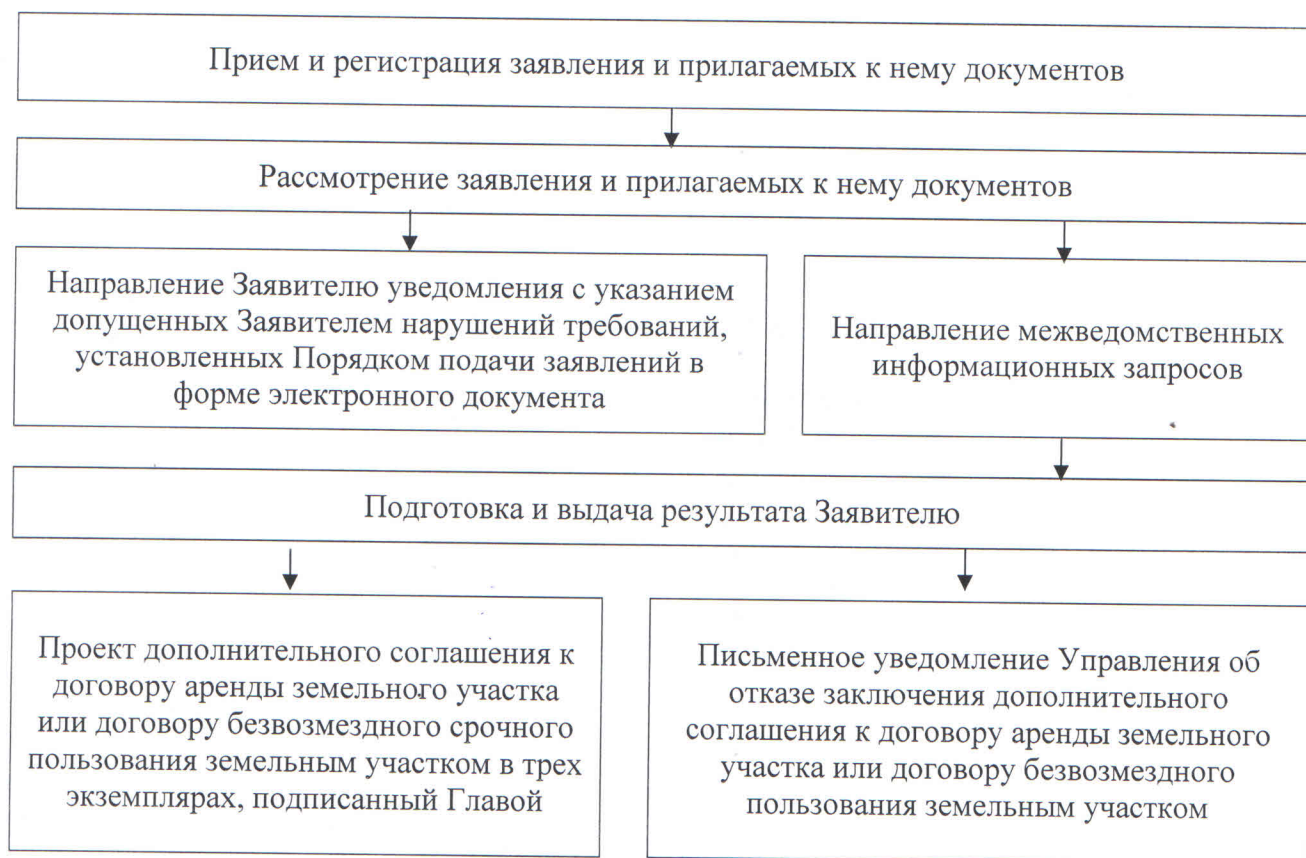 Прием и регистрация заявления и прилагаемых к нему документов
Рассмотрение заявления и прилагаемых к нему документов
Направление Заявителю уведомления с указанием
допущенных Заявителем нарушений требований,
установленных Порядком подачи заявлений в
форме электронного документа
Направление межведомственных
информационных запросов
Подготовка и выдача результата Заявителю
Проект дополнительного соглашения к
договору аренды земельного участка
или договору безвозмездного срочного
пользования земельным участком в трех
экземплярах, подписанный Главой
Письменное уведомление Управления об
отказе заключения дополнительного
соглашения к договору аренды земельного
участка или договору безвозмездного
пользования земельным участком